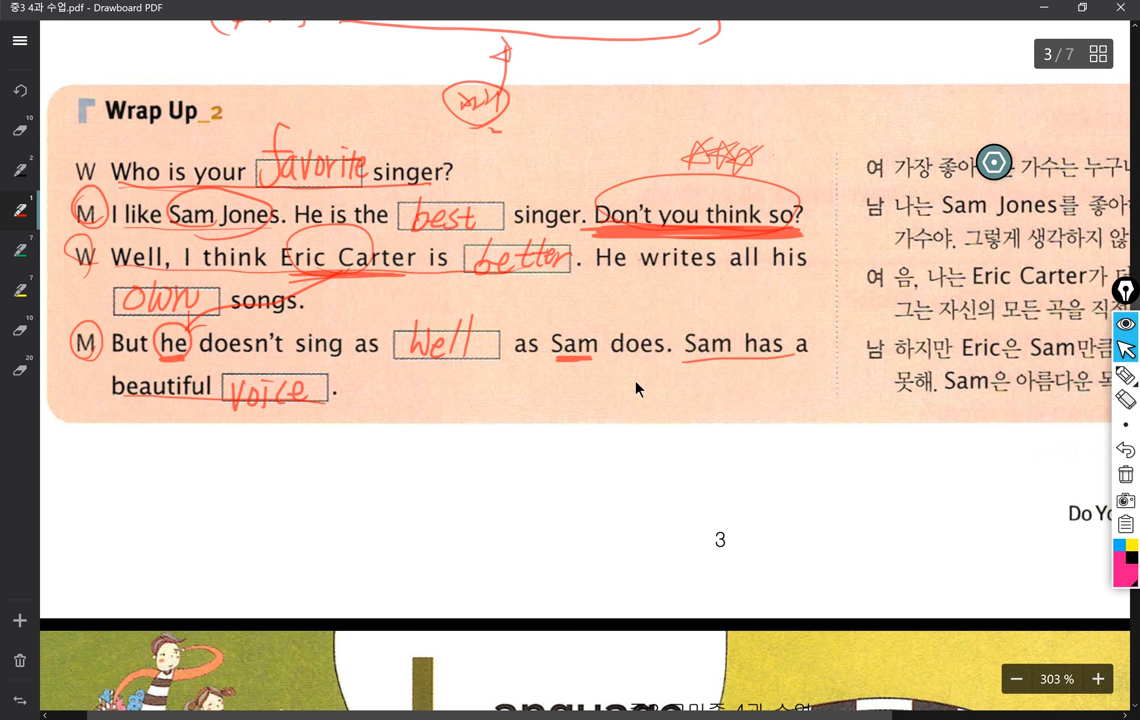 중3 4과 수업.pdf - Drawboard PDF
3 / 7
Wrap Up_2
W Who is your favorite singer?
M I like Sam Jones. He is the best singer. Don't you think so?
W Well, I think Eric Carter is better. He writes all his
own songs.
M But he doesn't sing as well as Sam does. Sam has a
beautiful voice.
여 가장 좋아 가수는 누구
남 나는 Sam Jones를 좋아
가수야. 그렇게 생각하지 않
여 음, 나는 Eric Carter가
그는 자신의 모든 곡을 직
남 하지만 Eric은 Sam만큼
못해. Sam은 아름다운
Do Yo
3
303 %
10
2
1
7
7
10
20